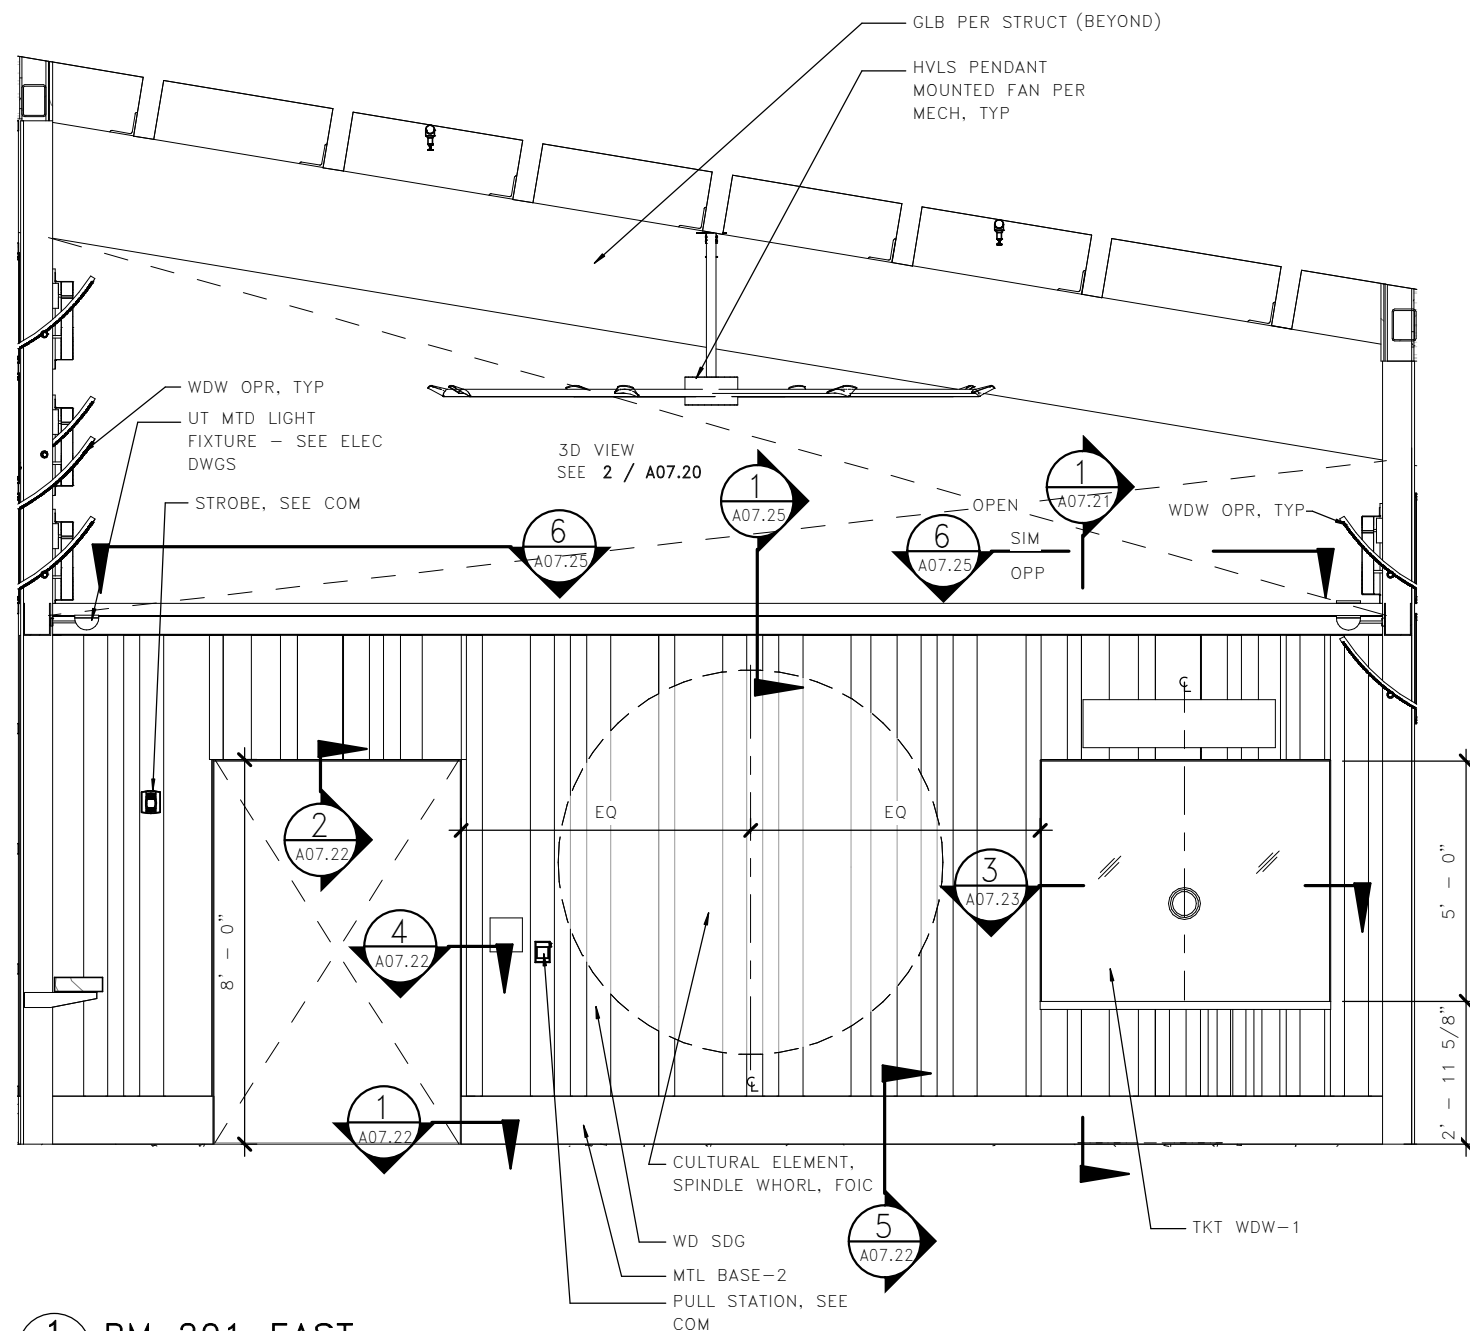 GLB PER STRUCT (BEYOND)
HVLS PENDANT
MOUNTED FAN PER
MECH, TYP
WDW OPR, TYP
UT MTD LIGHT
FIXTURE – SEE ELEC
DWGS
STROBE, SEE COM
3D VIEW
SEE 2 / A07.20
1
A07.25
1
A07.21
OPEN
WDW OPR, TYP
6
A07.25
6
A07.25
SIM
OPP
℄
2
A07.22
EQ
EQ
3
A07.23
4
A07.22
8' - 0"
5' - 0"
2' - 11 5/8"
℄
1
A07.22
CULTURAL ELEMENT,
SPINDLE WHORL, FOIC
5
A07.22
TKT WDW-1
WD SDG
MTL BASE-2
PULL STATION, SEE
COM
1
RM 201 EAST